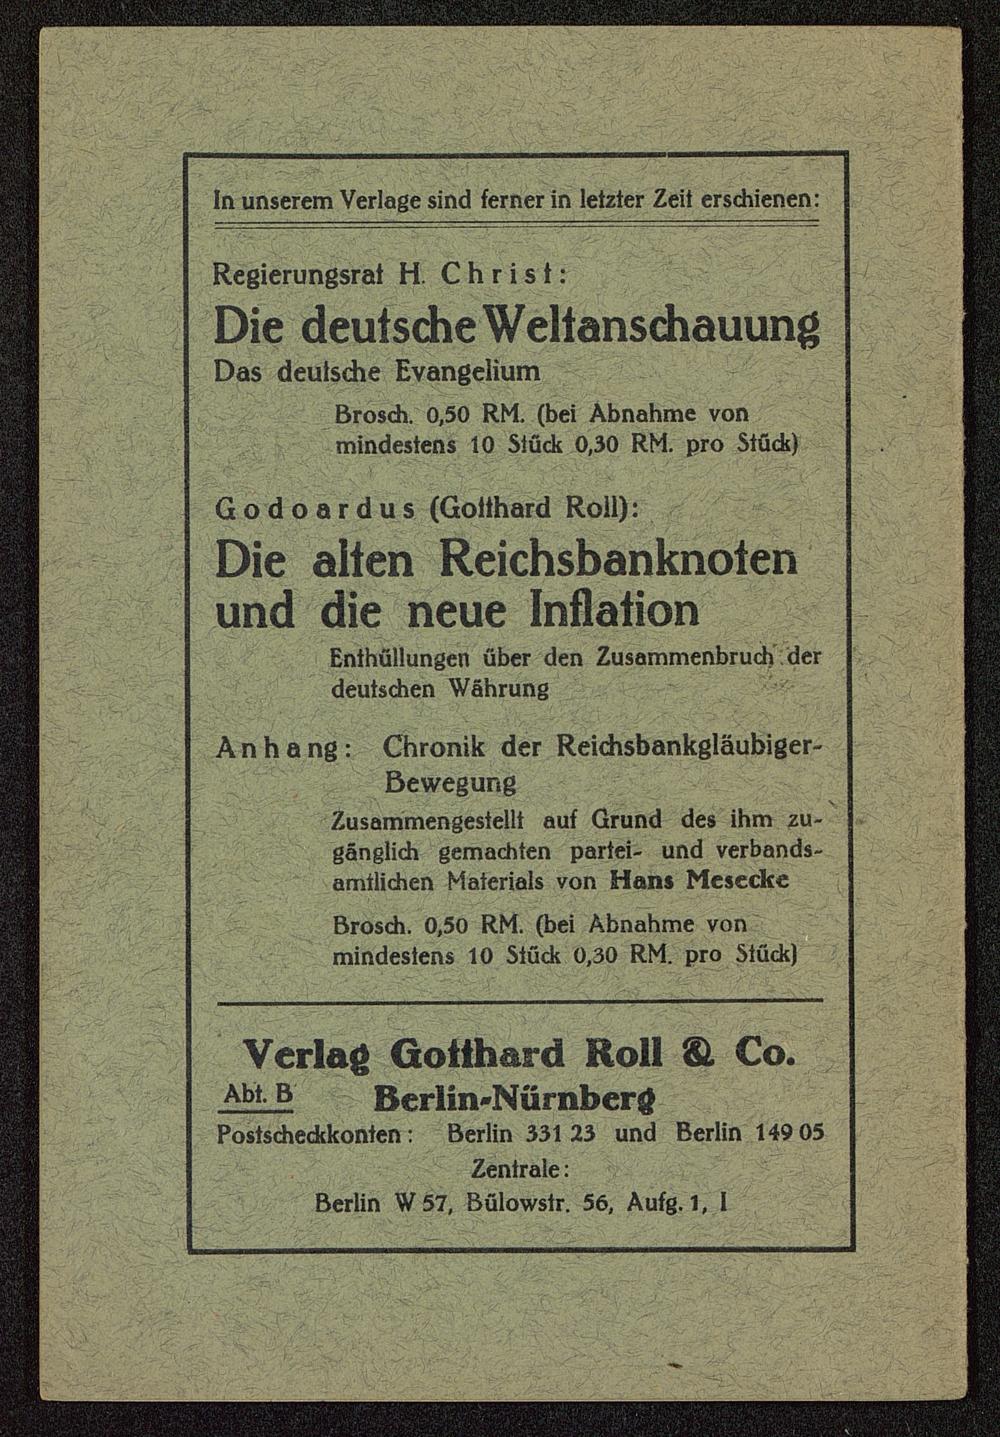 In unserem Verlage sind ferner in letzter Zeit erschienen:
Regierungsrat H. Christ:
Die deutsche Weltanschauung
Das deutsche Evangelium
Brosch. 0,50 RM. (bei Abnahme von
mindestens 10 Stück 0,30 RM. pro Stück)
Godoardus (Gotthard Roll):
Die alten Reichsbanknoten
und die neue Inflation
Enthüllungen über den Zusammenbruch der
deutschen Währung
Anhang: Chronik der Reichsbankgläubiger-
Bewegung
Zusammengestellt auf Grund des ihm zu-
gänglich gemachten partei- und verbands-
amtlichen Materials von Hans Mesecke
Brosch. 0,50 RM. (bei Abnahme von
mindestens 10 Stück 0,30 RM. pro Stück)
Verlag Gotthard Roll & Co.
Abt. B Berlin-Nürnberg
Postscheckkonten: Berlin 331 23 und Berlin 149 05
Zentrale:
Berlin W 57, Bülowstr. 56, Aufg. 1, I